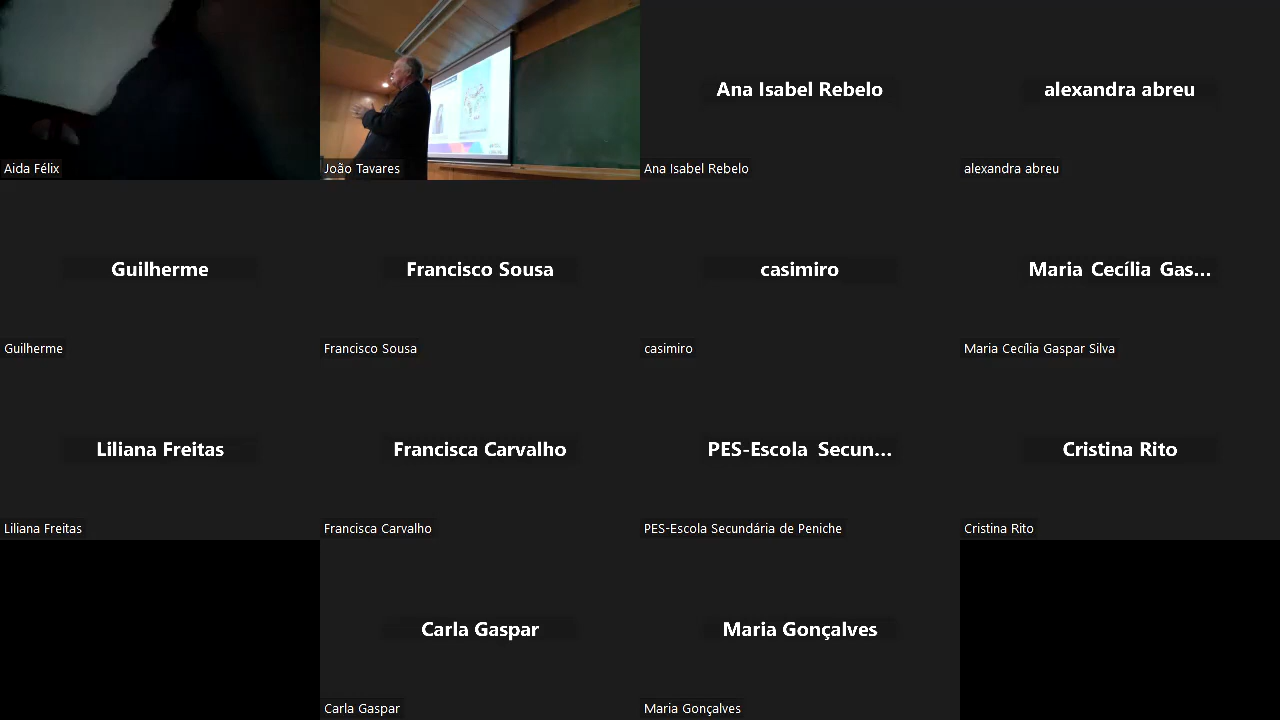 Aida Félix
João Tavares
Ana Isabel Rebelo
Ana Isabel Rebelo
alexandra abreu
alexandra abreu
Guilherme
Guilherme
Francisco Sousa
Francisco Sousa
casimiro
casimiro
Maria Cecília Gas...
Maria Cecília Gaspar Silva
Liliana Freitas
Liliana Freitas
Francisca Carvalho
Francisca Carvalho
PES-Escola Secun...
PES-Escola Secundária de Peniche
Cristina Rito
Cristina Rito
Carla Gaspar
Carla Gaspar
Maria Gonçalves
Maria Gonçalves